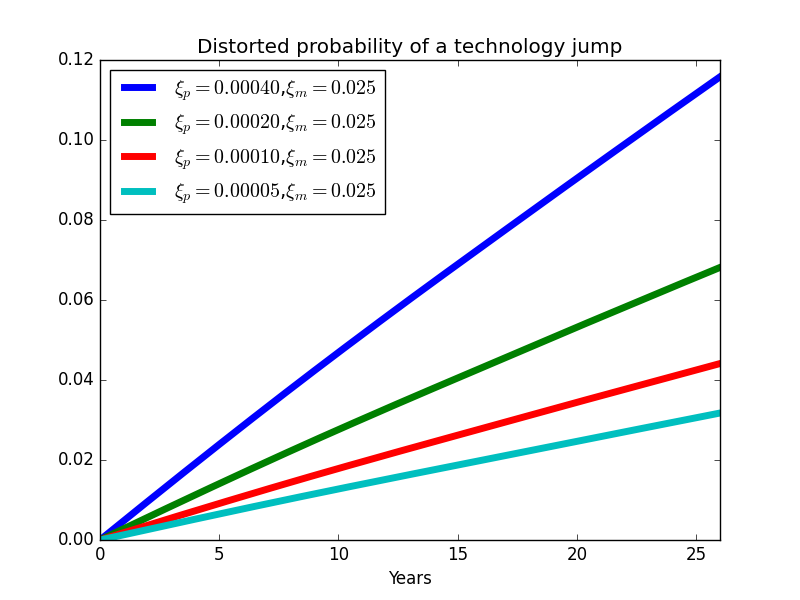 Distorted probability of a technology jump
0.12
0.10
0.08
0.06
0.04
0.02
0.00
ξₚ = 0.00040,ξₘ = 0.025
ξₚ = 0.00020,ξₘ = 0.025
ξₚ = 0.00010,ξₘ = 0.025
ξₚ = 0.00005,ξₘ = 0.025
0 5 10 15 20 25
Years